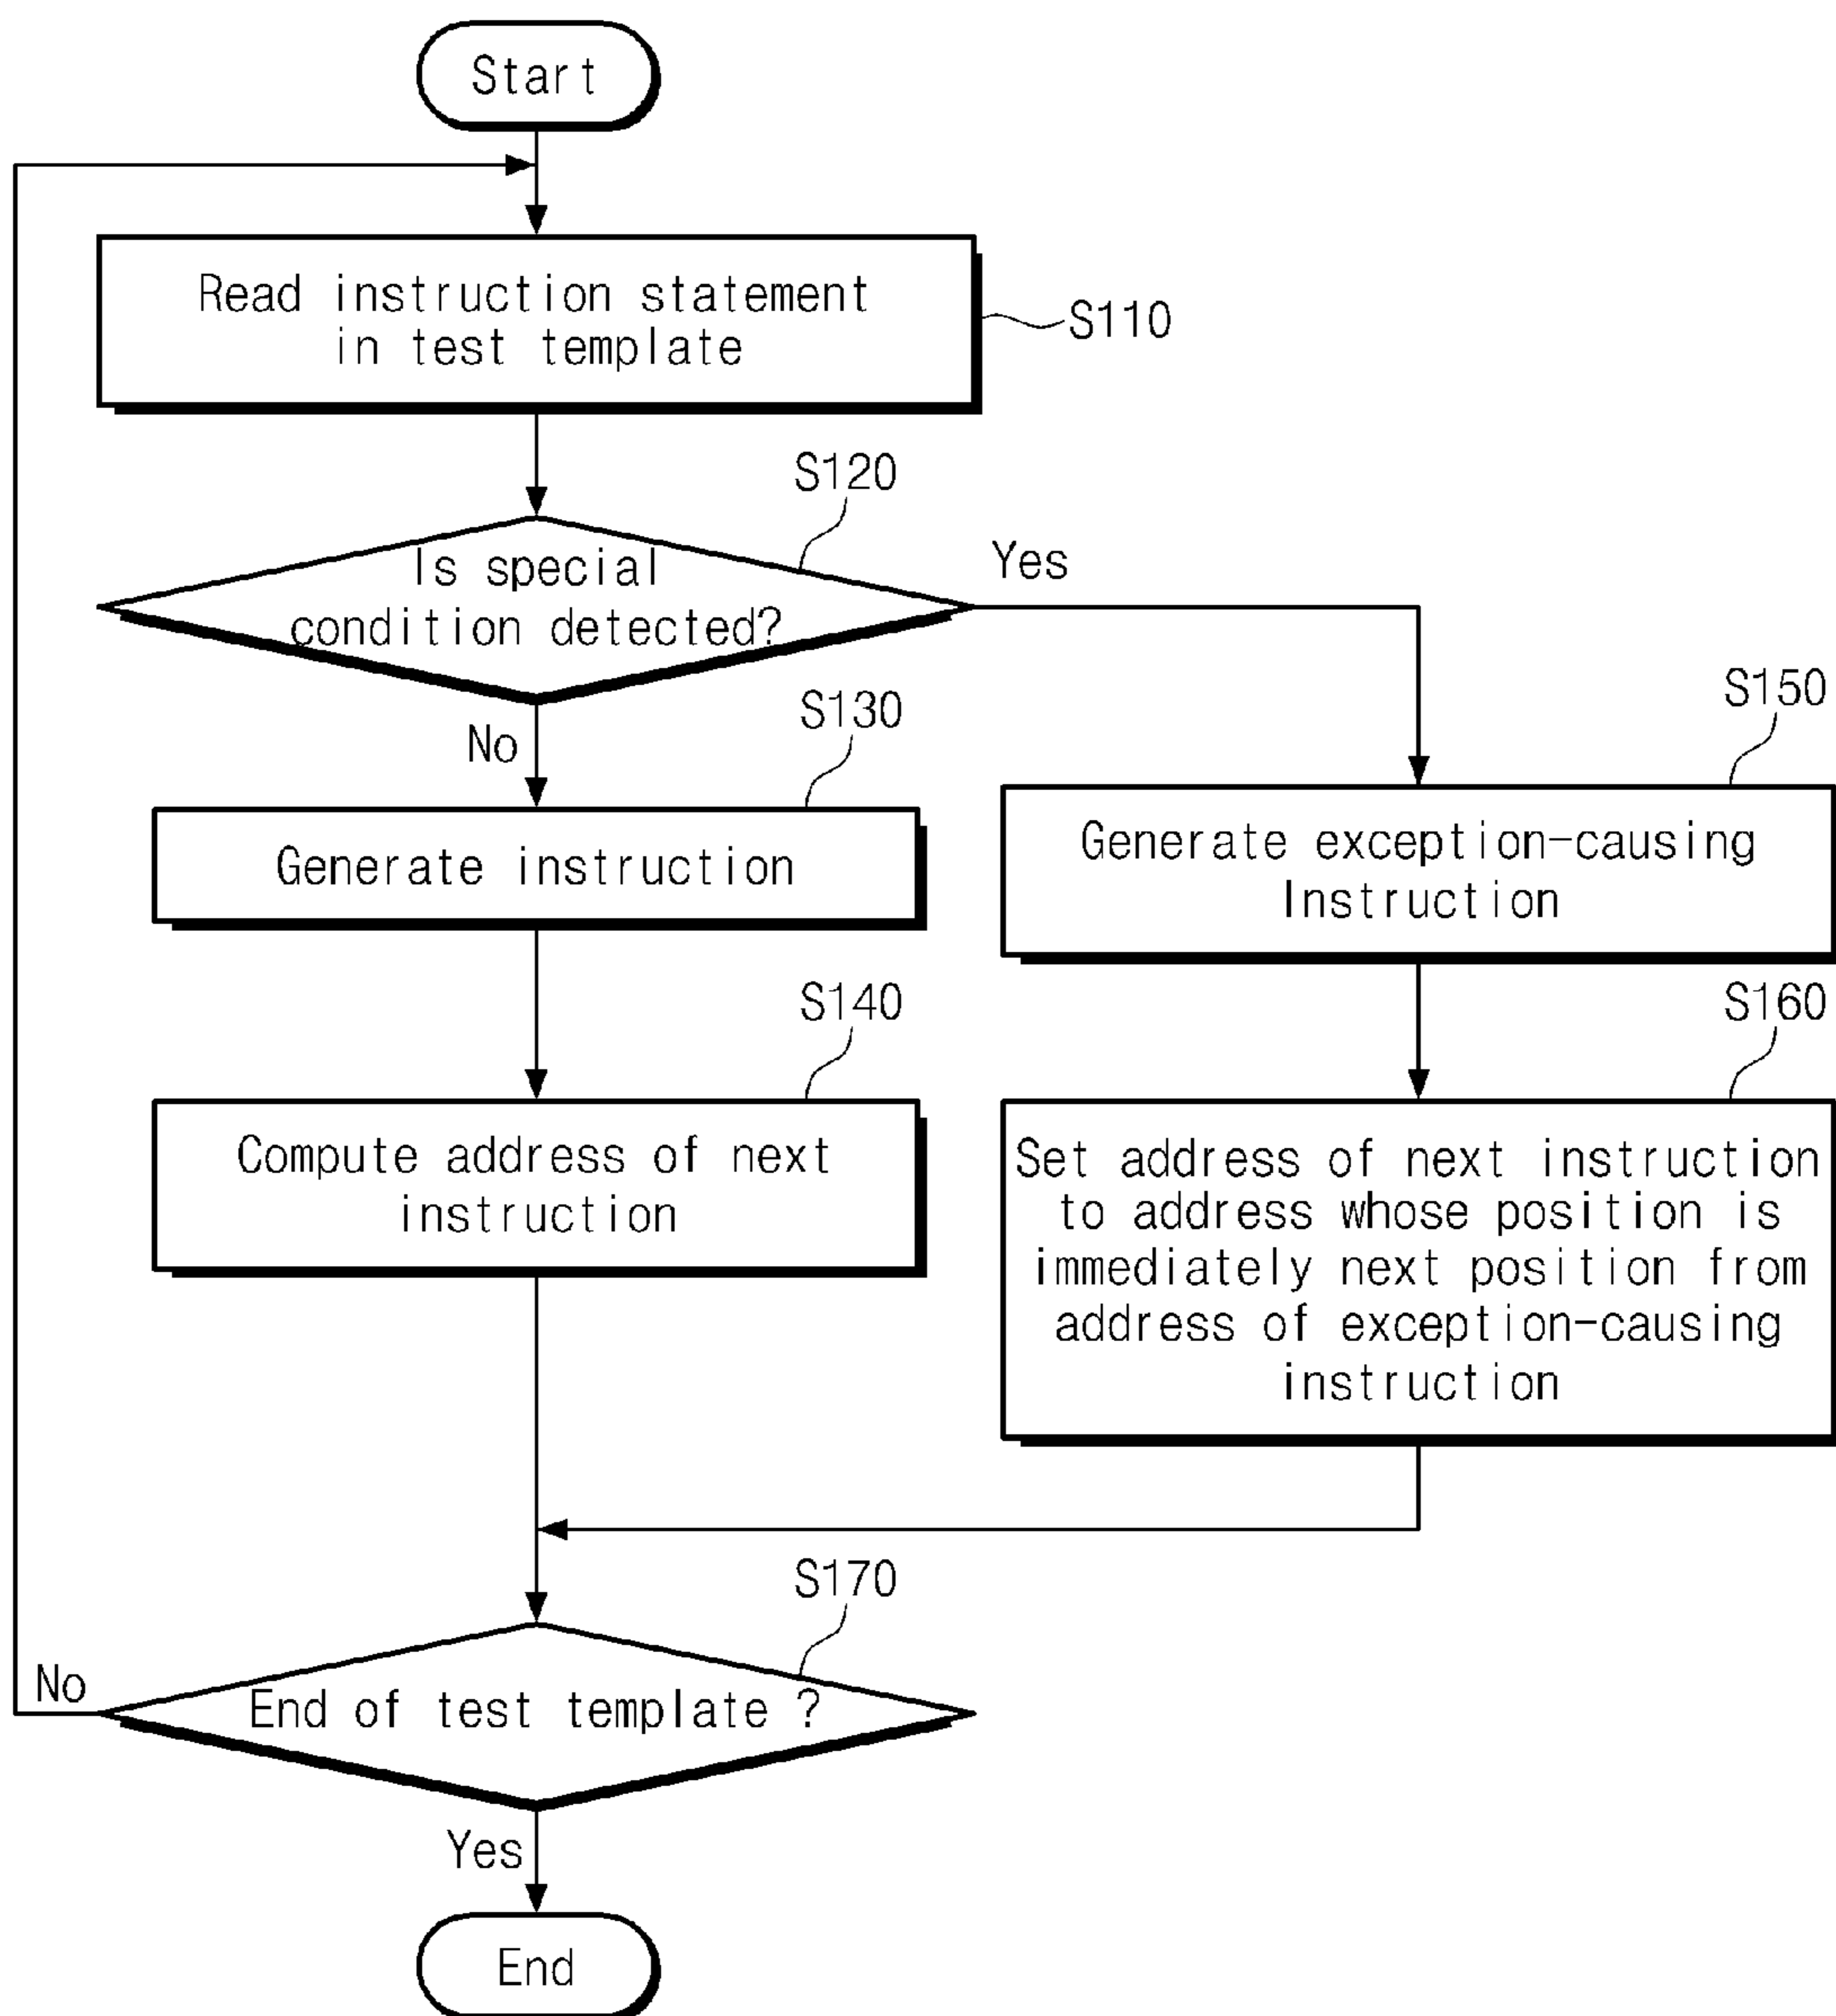 Start
Read instruction statement
in test template
S110
S120
Is special
condition detected?
Yes
No
S130
Generate instruction
S150
Generate exception-causing
Instruction
S140
Compute address of next
instruction
S160
Set address of next instruction
to address whose position is
immediately next position from
address of exception-causing
instruction
S170
End of test template ?
No
Yes
End